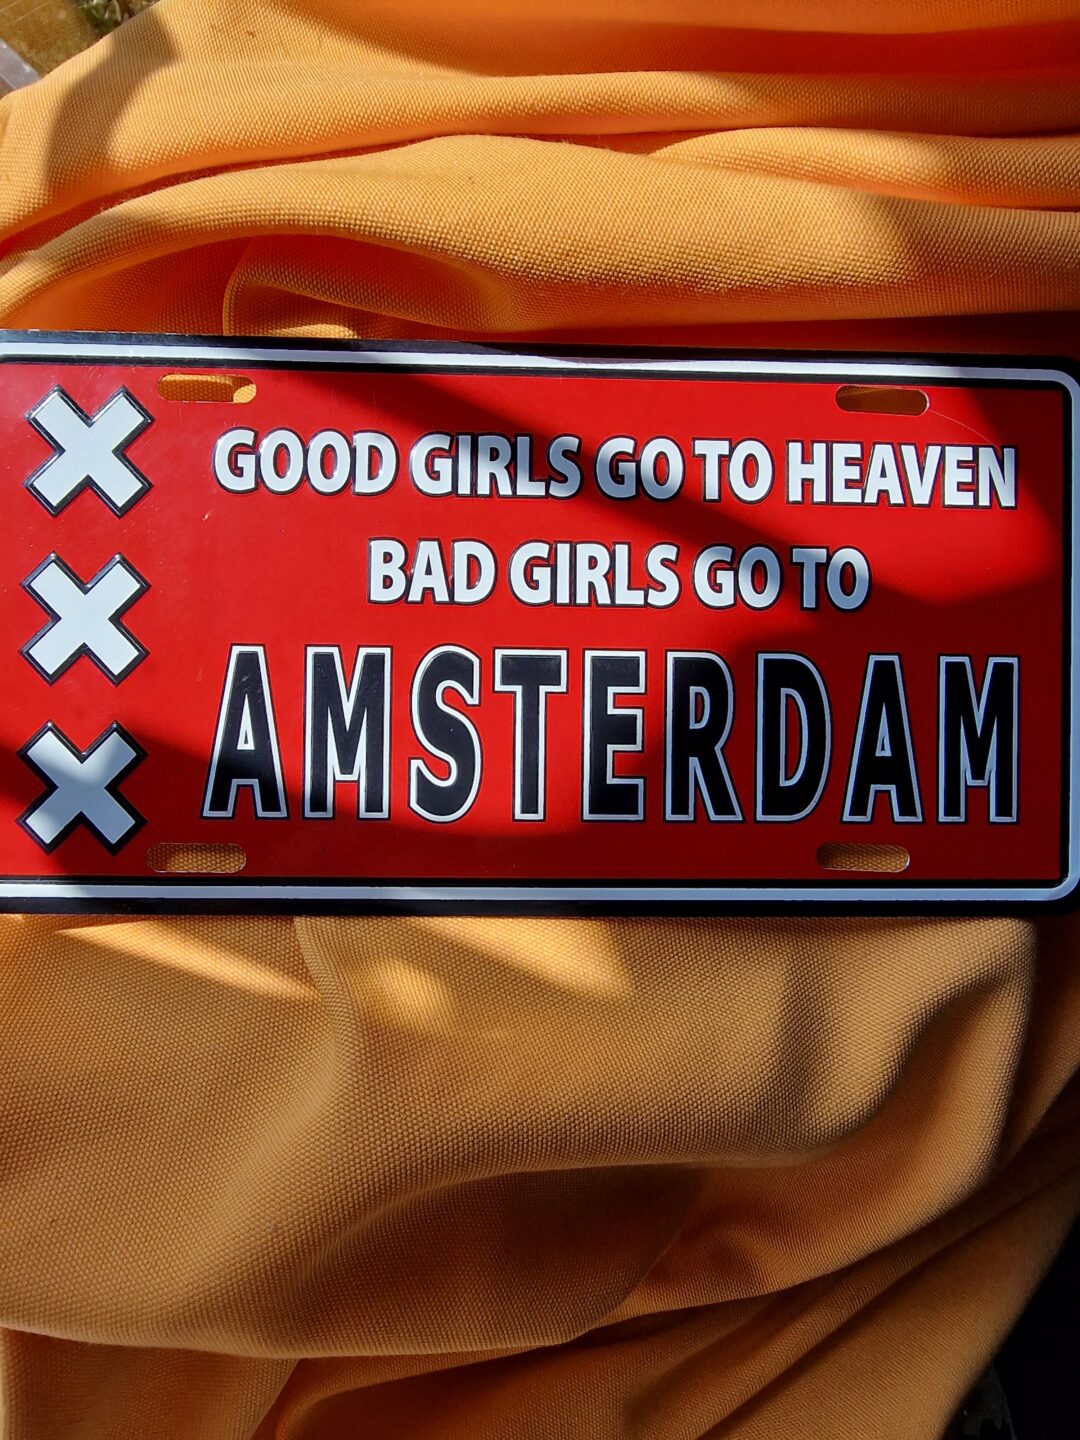 GOOD GIRLS GO TO HEAVEN
BAD GIRLS GO TO
AMSTERDAM